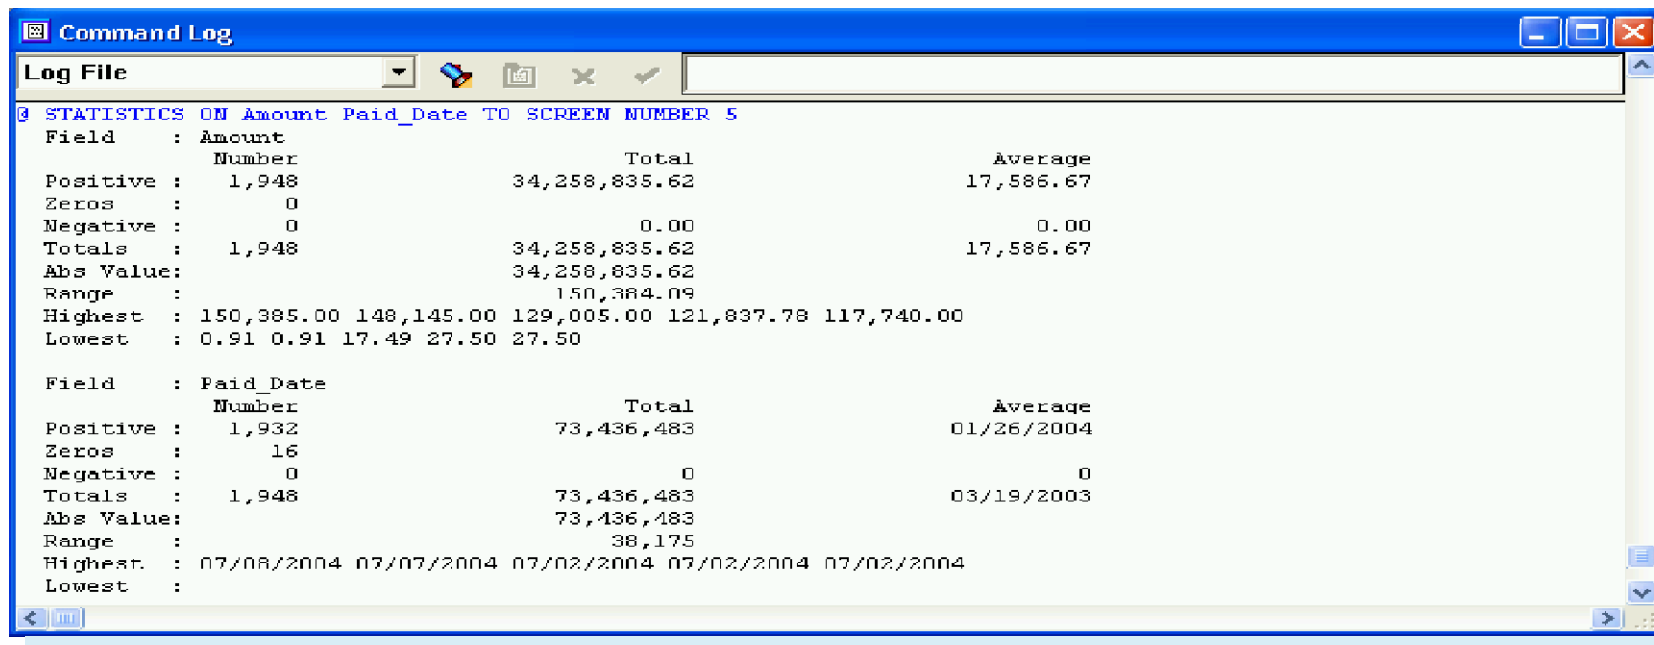 Command Log
Log File
@ STATISTICS ON Amount Paid_Date TO SCREEN NUMBER 5
Field : Amount
Number Total Average
Positive : 1,948 34,258,835.62 17,586.67
Zeros : 0
Negative : 0 0.00 0.00
Totals : 1,948 34,258,835.62 17,586.67
Abs Value: 34,258,835.62
Range : 150,384.09
Highest : 150,385.00 148,145.00 129,005.00 121,837.78 117,740.00
Lowest : 0.91 0.91 17.49 27.50 27.50
Field : Paid_Date
Number Total Average
Positive : 1,932 73,436,483 01/26/2004
Zeros : 16
Negative : 0 0 0
Totals : 1,948 73,436,483 03/19/2003
Abs Value: 73,436,483
Range : 38,175
Highest : 07/08/2004 07/07/2004 07/02/2004 07/02/2004 07/02/2004
Lowest :